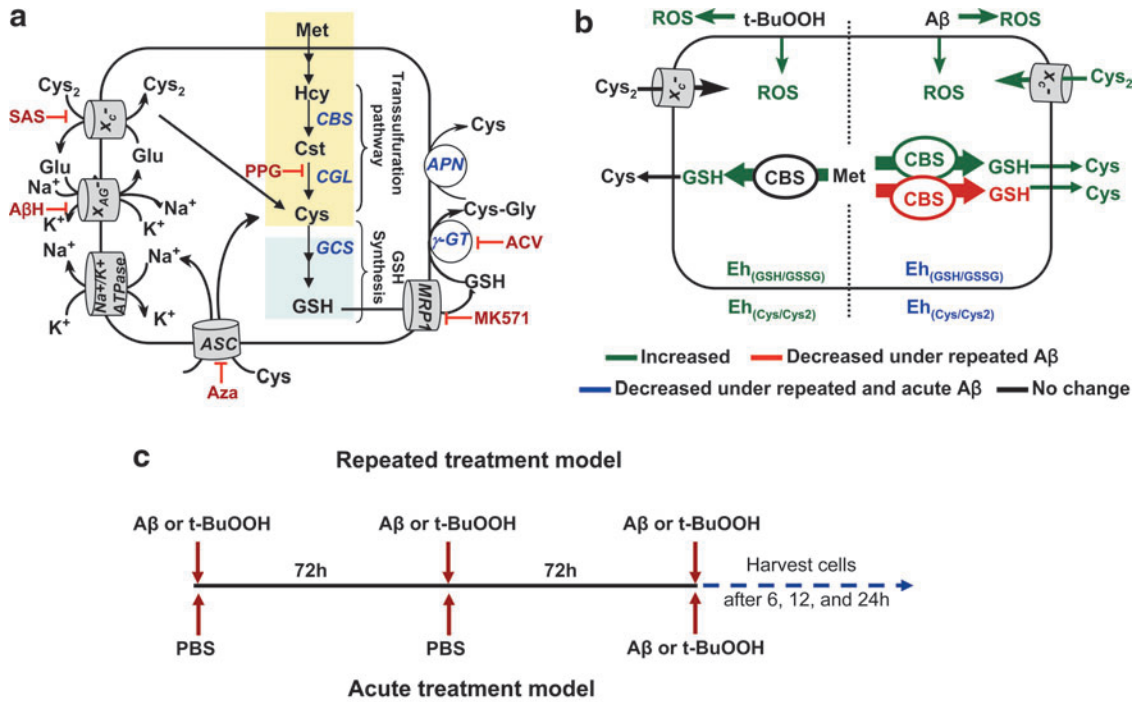 a
Met
Hcy
CBS
Cst
PPG
CGL
Cys
GCS
GSH
Transsulfuration
pathway
GSH
Synthesis
Cys₂
Cys₂
SAS
Xc⁻
Glu
Glu
Na⁺
XAG⁻
Na⁺
AβH
K⁺
K⁺
Na⁺
Na⁺
Na⁺/K⁺
ATPase
K⁺
K⁺
ASC
Cys
Aza
Cys
APN
Cys-Gly
γ-GT
ACV
GSH
MRP1
MK571
b
ROS
t-BuOOH
Aβ
ROS
ROS
ROS
Cys₂
Xc⁻
Xc⁻
Cys₂
Cys
GSH
CBS
Met
CBS
GSH
Cys
CBS
GSH
Cys
Eh(GSH/GSSG)
Eh(GSH/GSSG)
Eh(Cys/Cys2)
Eh(Cys/Cys2)
Increased
Decreased under repeated Aβ
Decreased under repeated and acute Aβ
No change
c
Repeated treatment model
Aβ or t-BuOOH
Aβ or t-BuOOH
Aβ or t-BuOOH
72h
72h
Harvest cells
after 6, 12, and 24h
PBS
PBS
Aβ or t-BuOOH
Acute treatment model